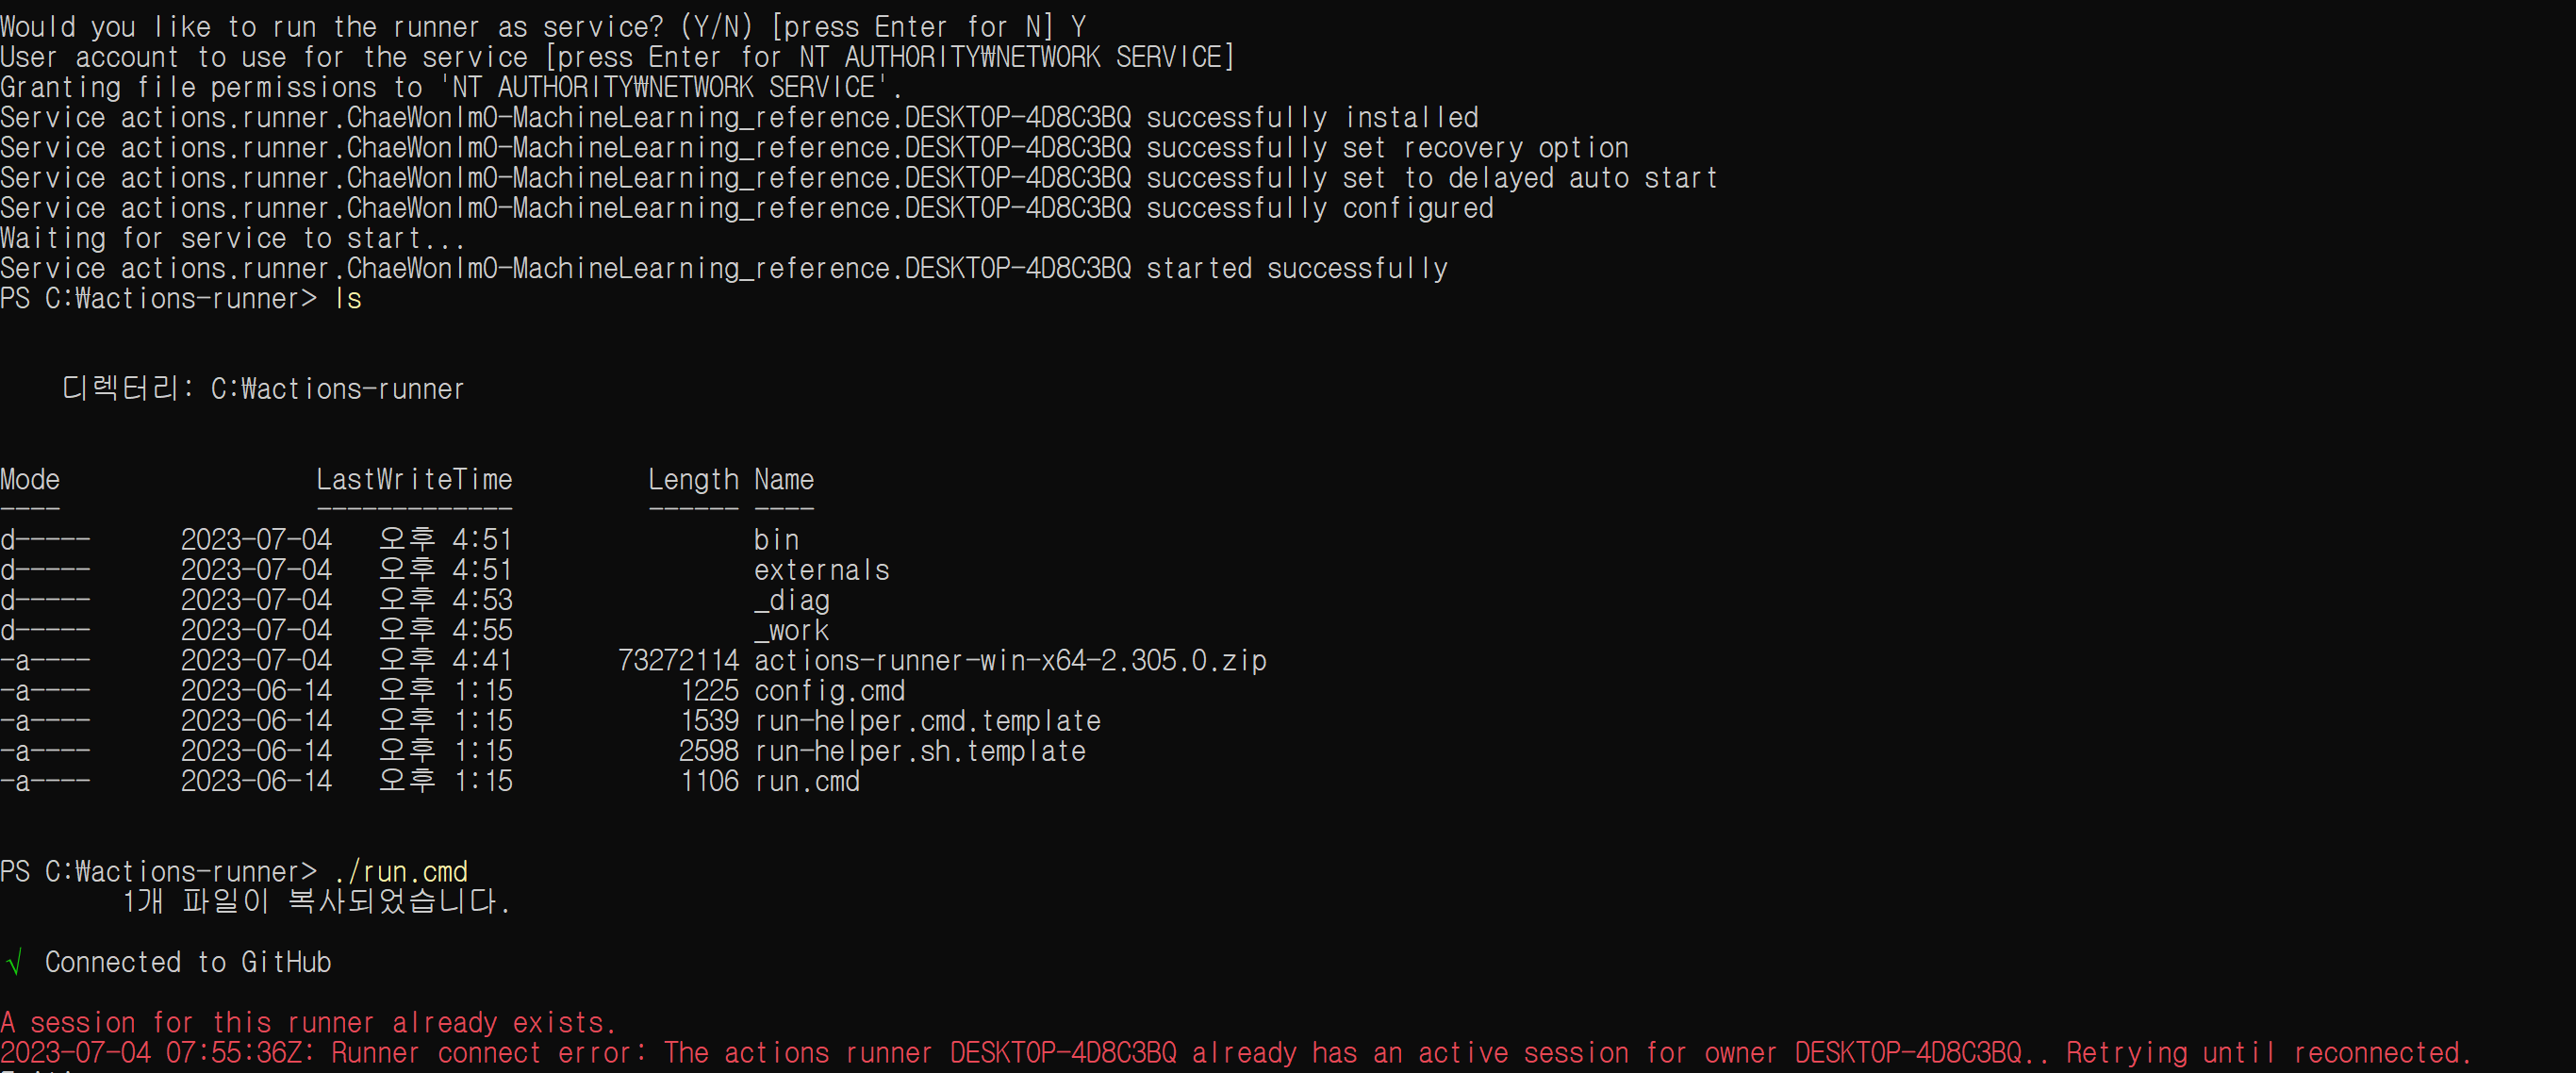 Would you like to run the runner as service? (Y/N) [press Enter for N] Y
User account to use for the service [press Enter for NT AUTHORITY₩NETWORK SERVICE]
Granting file permissions to 'NT AUTHORITY₩NETWORK SERVICE'.
Service actions.runner.ChaeWonIm0-MachineLearning_reference.DESKTOP-4D8C3BQ successfully installed
Service actions.runner.ChaeWonIm0-MachineLearning_reference.DESKTOP-4D8C3BQ successfully set recovery option
Service actions.runner.ChaeWonIm0-MachineLearning_reference.DESKTOP-4D8C3BQ successfully set to delayed auto start
Service actions.runner.ChaeWonIm0-MachineLearning_reference.DESKTOP-4D8C3BQ successfully configured
Waiting for service to start...
Service actions.runner.ChaeWonIm0-MachineLearning_reference.DESKTOP-4D8C3BQ started successfully
PS C:₩actions-runner> ls
디렉터리: C:₩actions-runner
Mode LastWriteTime Length Name
---- ------------- ------ ----
d----- 2023-07-04 오후 4:51 bin
d----- 2023-07-04 오후 4:51 externals
d----- 2023-07-04 오후 4:53 _diag
d----- 2023-07-04 오후 4:55 _work
-a---- 2023-07-04 오후 4:41 73272114 actions-runner-win-x64-2.305.0.zip
-a---- 2023-06-14 오후 1:15 1225 config.cmd
-a---- 2023-06-14 오후 1:15 1539 run-helper.cmd.template
-a---- 2023-06-14 오후 1:15 2598 run-helper.sh.template
-a---- 2023-06-14 오후 1:15 1106 run.cmd
PS C:₩actions-runner> ./run.cmd
1개 파일이 복사되었습니다.
√ Connected to GitHub
A session for this runner already exists.
2023-07-04 07:55:36Z: Runner connect error: The actions runner DESKTOP-4D8C3BQ already has an active session for owner DESKTOP-4D8C3BQ.. Retrying until reconnected.